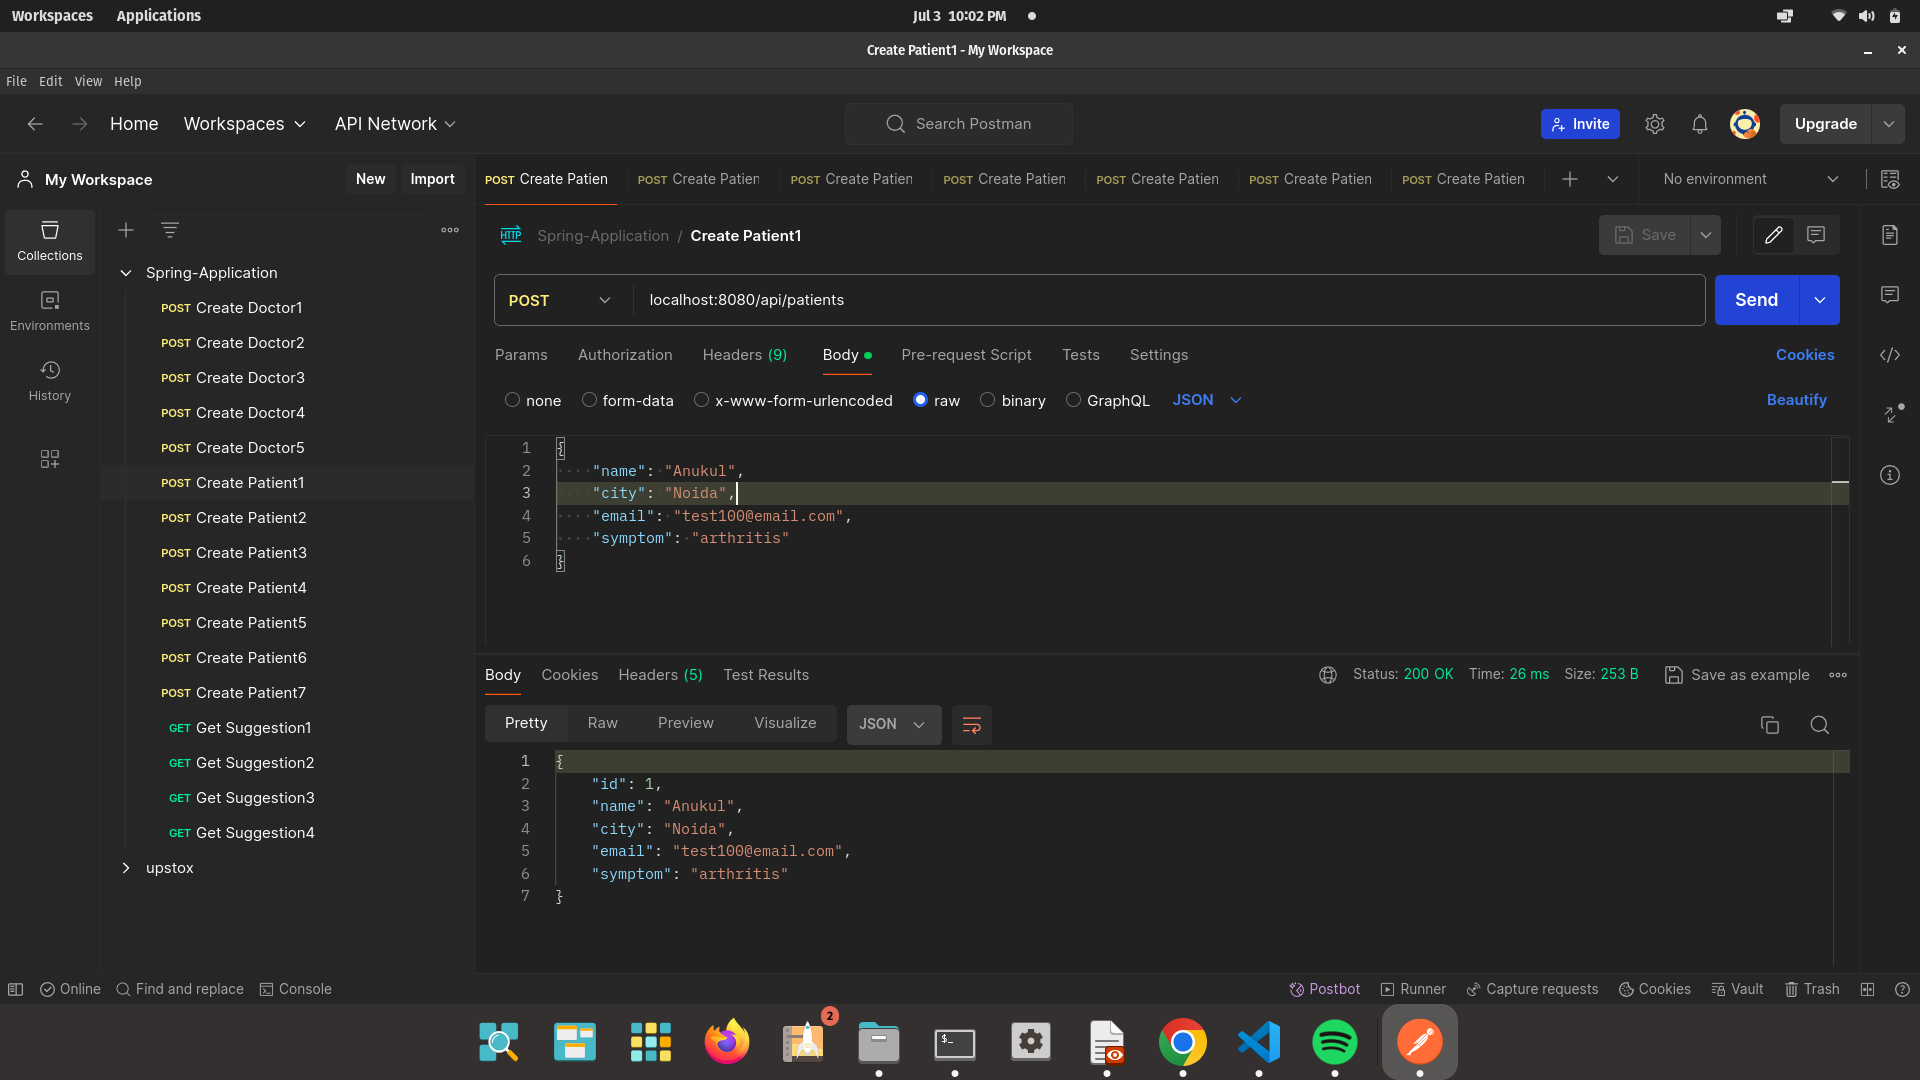 Workspaces Applications Jul 3 10:02 PM
Create Patient1 - My Workspace
File Edit View Help
Home Workspaces API Network Search Postman Invite Upgrade
My Workspace New Import POST Create Patien POST Create Patien POST Create Patien POST Create Patien POST Create Patien POST Create Patien POST Create Patien No environment
Collections
Environments
History
Spring-Application
POST Create Doctor1
POST Create Doctor2
POST Create Doctor3
POST Create Doctor4
POST Create Doctor5
POST Create Patient1
POST Create Patient2
POST Create Patient3
POST Create Patient4
POST Create Patient5
POST Create Patient6
POST Create Patient7
GET Get Suggestion1
GET Get Suggestion2
GET Get Suggestion3
GET Get Suggestion4
upstox
HTTP Spring-Application / Create Patient1 Save
POST localhost:8080/api/patients Send
Params Authorization Headers (9) Body Pre-request Script Tests Settings Cookies
none form-data x-www-form-urlencoded raw binary GraphQL JSON Beautify
1 {
2 "name": "Anukul",
3 "city": "Noida",
4 "email": "test100@email.com",
5 "symptom": "arthritis"
6 }
Body Cookies Headers (5) Test Results Status: 200 OK Time: 26 ms Size: 253 B Save as example
Pretty Raw Preview Visualize JSON
1 {
2 "id": 1,
3 "name": "Anukul",
4 "city": "Noida",
5 "email": "test100@email.com",
6 "symptom": "arthritis"
7 }
Online Find and replace Console Postbot Runner Capture requests Cookies Vault Trash
2
$_